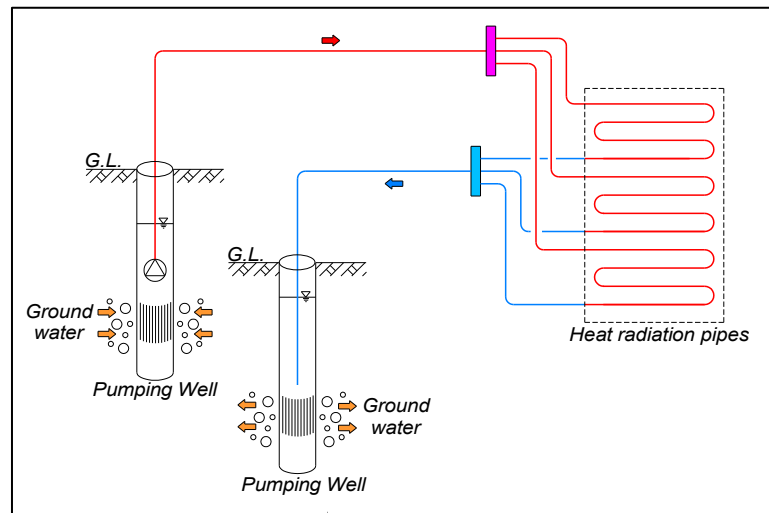 G.L.
Ground
water
Pumping Well
G.L.
Ground
water
Pumping Well
Heat radiation pipes